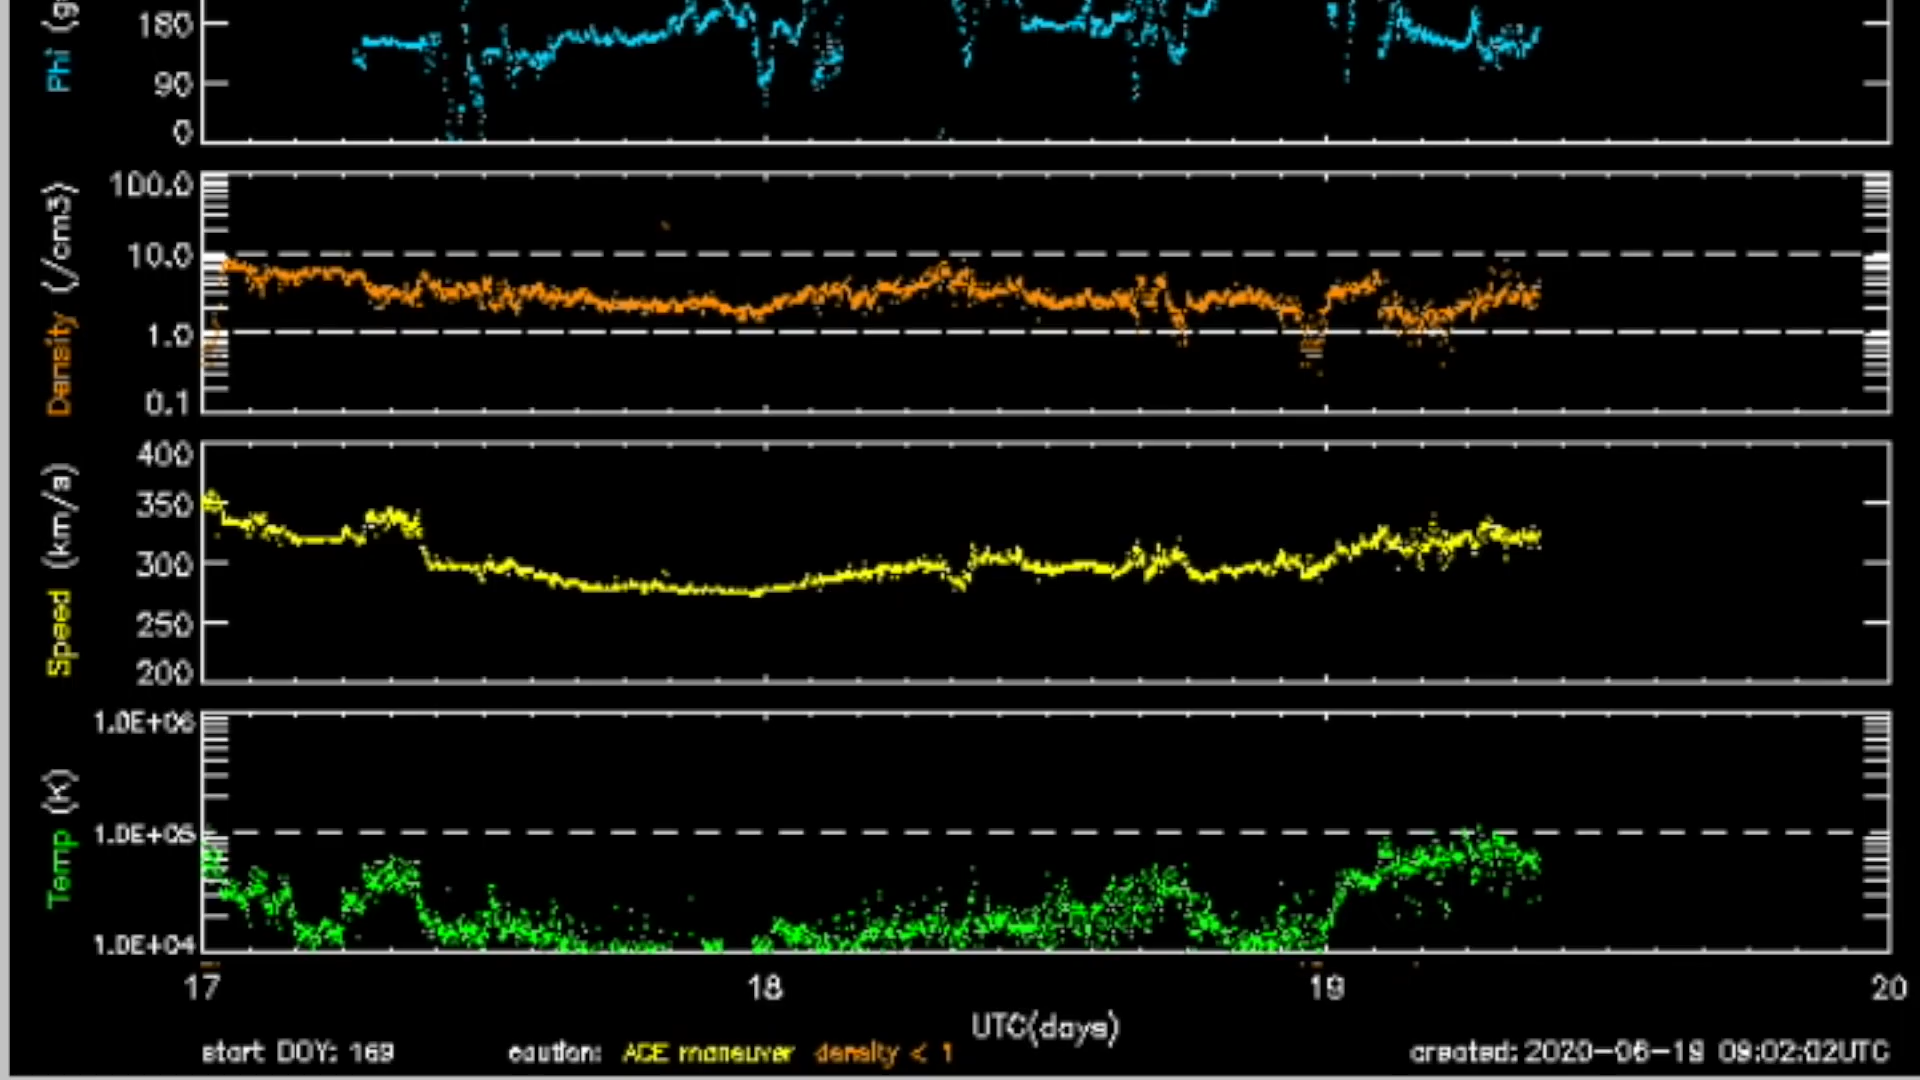 Phi
180
90
0
Density (/cm3)
100.0
10.0
1.0
0.1
Speed (km/s)
400
350
300
250
200
Temp (K)
1.0E+06
1.0E+05
1.0E+04
17 18 19 20
UTC(days)
start DOY: 169 caution: ACE maneuver density < 1 created: 2020-06-19 09:02:02UTC